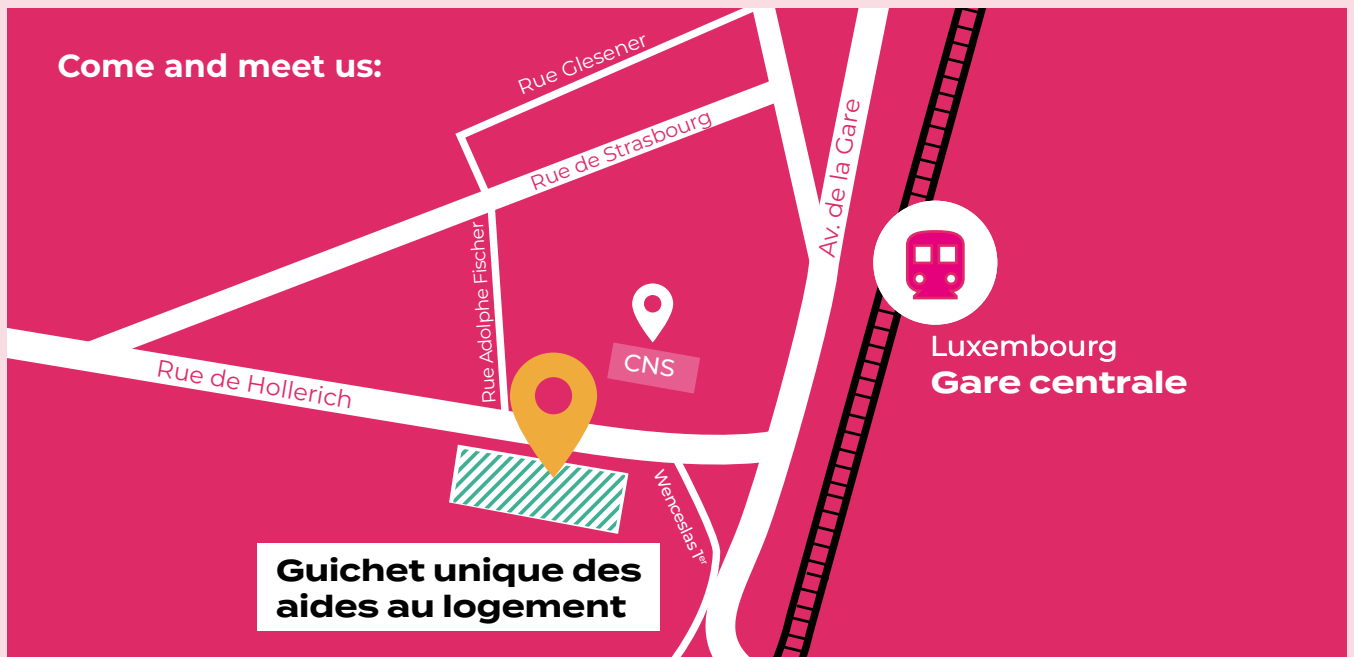 Come and meet us:
Rue Glesener
Rue de Strasbourg
Av. de la Gare
Rue Adolphe Fischer
CNS
Luxembourg
Gare centrale
Rue de Hollerich
Wenceslas 1er
Guichet unique des
aides au logement